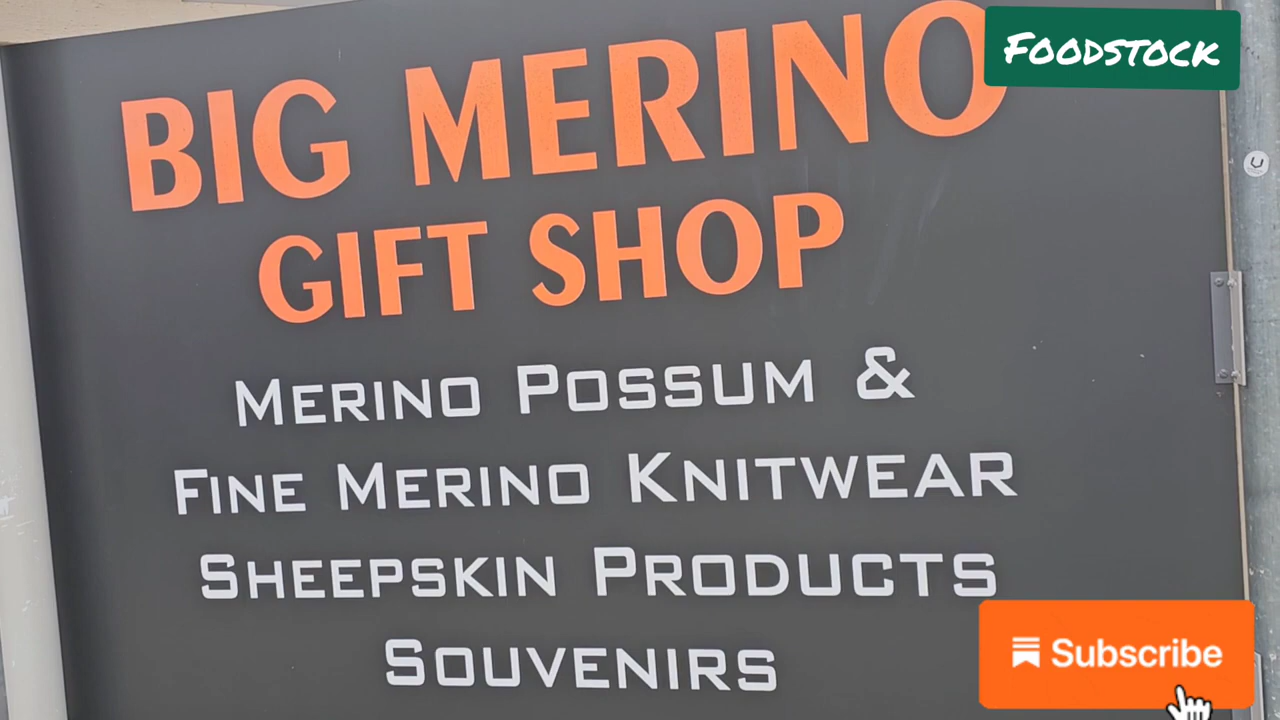 BIG MERINO
GIFT SHOP
MERINO POSSUM &
FINE MERINO KNITWEAR
SHEEPSKIN PRODUCTS
SOUVENIRS
FOODSTOCK
U
Subscribe